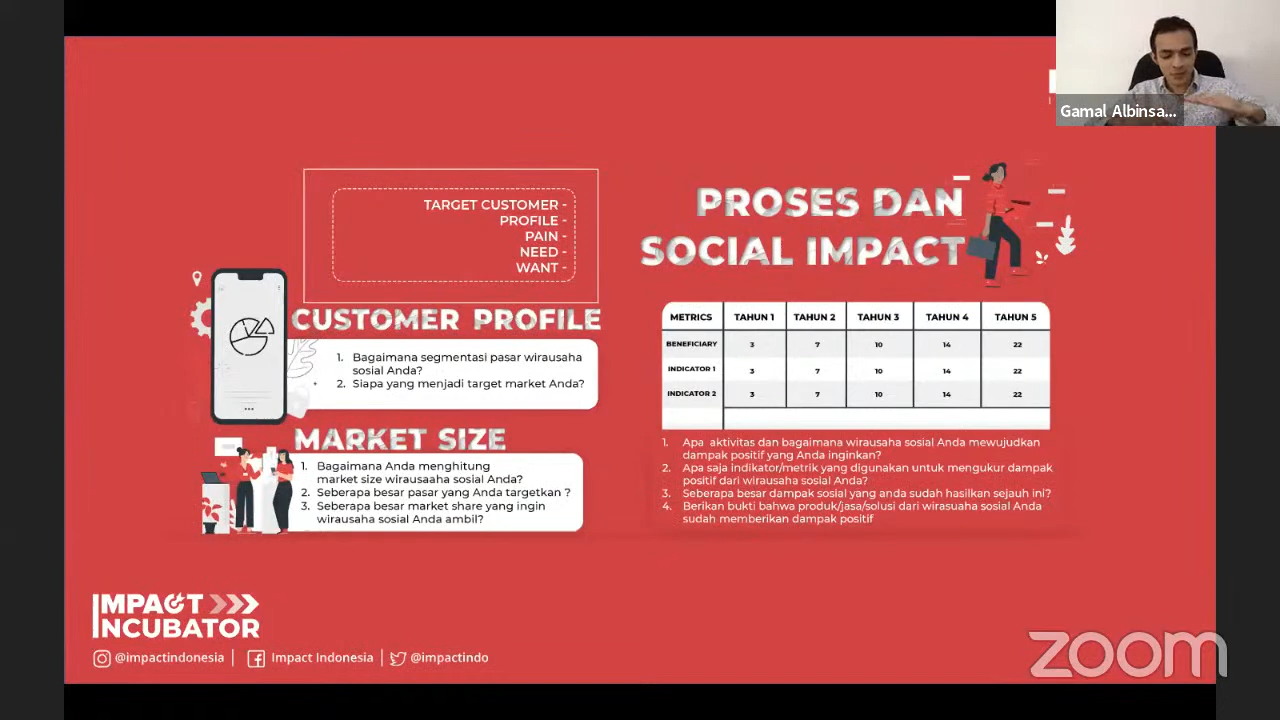 Gamal Albinsa...
TARGET CUSTOMER -
PROFILE -
PAIN -
NEED -
WANT -
CUSTOMER PROFILE
1. Bagaimana segmentasi pasar wirausaha
sosial Anda?
2. Siapa yang menjadi target market Anda?
MARKET SIZE
1. Bagaimana Anda menghitung
market size wirausaaha sosial Anda?
2. Seberapa besar pasar yang Anda targetkan ?
3. Seberapa besar market share yang ingin
wirausaha sosial Anda ambil?
PROSES DAN
SOCIAL IMPACT
METRICS TAHUN 1 TAHUN 2 TAHUN 3 TAHUN 4 TAHUN 5
BENEFICIARY 3 7 10 14 22
INDICATOR 1 3 7 10 14 22
INDICATOR 2 3 7 10 14 22
1. Apa aktivitas dan bagaimana wirausaha sosial Anda mewujudkan
dampak positif yang Anda inginkan?
2. Apa saja indikator/metrik yang digunakan untuk mengukur dampak
positif dari wirausaha sosial Anda?
3. Seberapa besar dampak sosial yang anda sudah hasilkan sejauh ini?
4. Berikan bukti bahwa produk/jasa/solusi dari wirasuaha sosial Anda
sudah memberikan dampak positif
IMPACT
INCUBATOR
@impactindonesia | Impact Indonesia | @impactindo
zoom